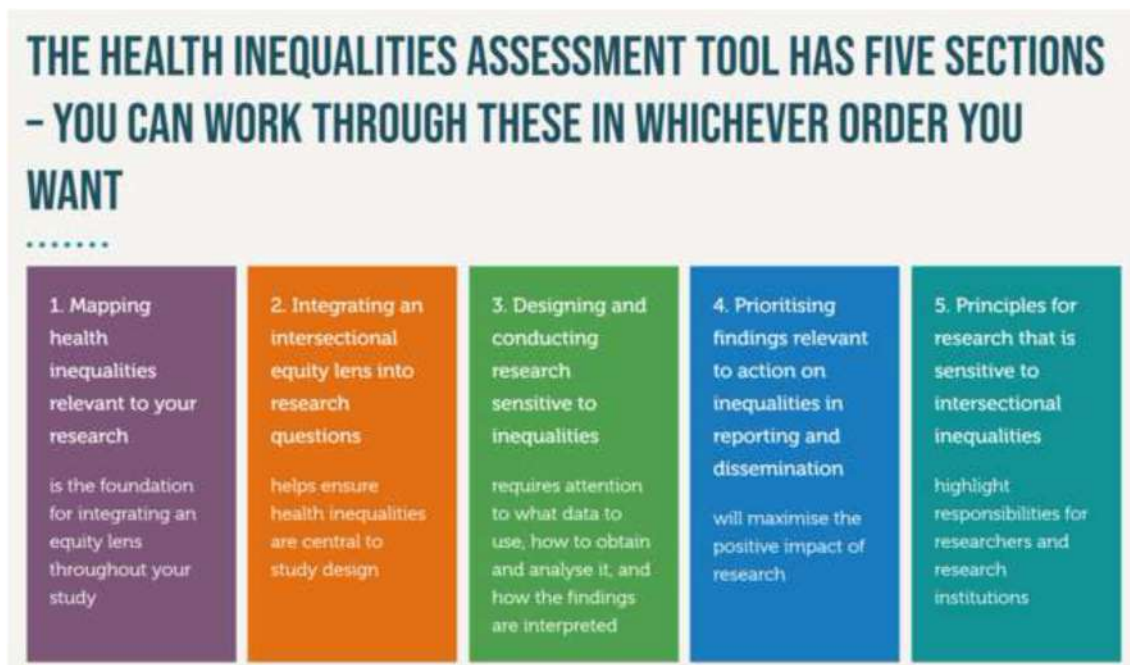 THE HEALTH INEQUALITIES ASSESSMENT TOOL HAS FIVE SECTIONS
– YOU CAN WORK THROUGH THESE IN WHICHEVER ORDER YOU
WANT
1. Mapping
health
inequalities
relevant to your
research
is the foundation
for integrating an
equity lens
throughout your
study
2. Integrating an
intersectional
equity lens into
research
questions
helps ensure
health inequalities
are central to
study design
3. Designing and
conducting
research
sensitive to
inequalities
requires attention
to what data to
use, how to obtain
and analyse it, and
how the findings
are interpreted
4. Prioritising
findings relevant
to action on
inequalities in
reporting and
dissemination
will maximise the
positive impact of
research
5. Principles for
research that is
sensitive to
intersectional
inequalities
highlight
responsibilities for
researchers and
research
institutions